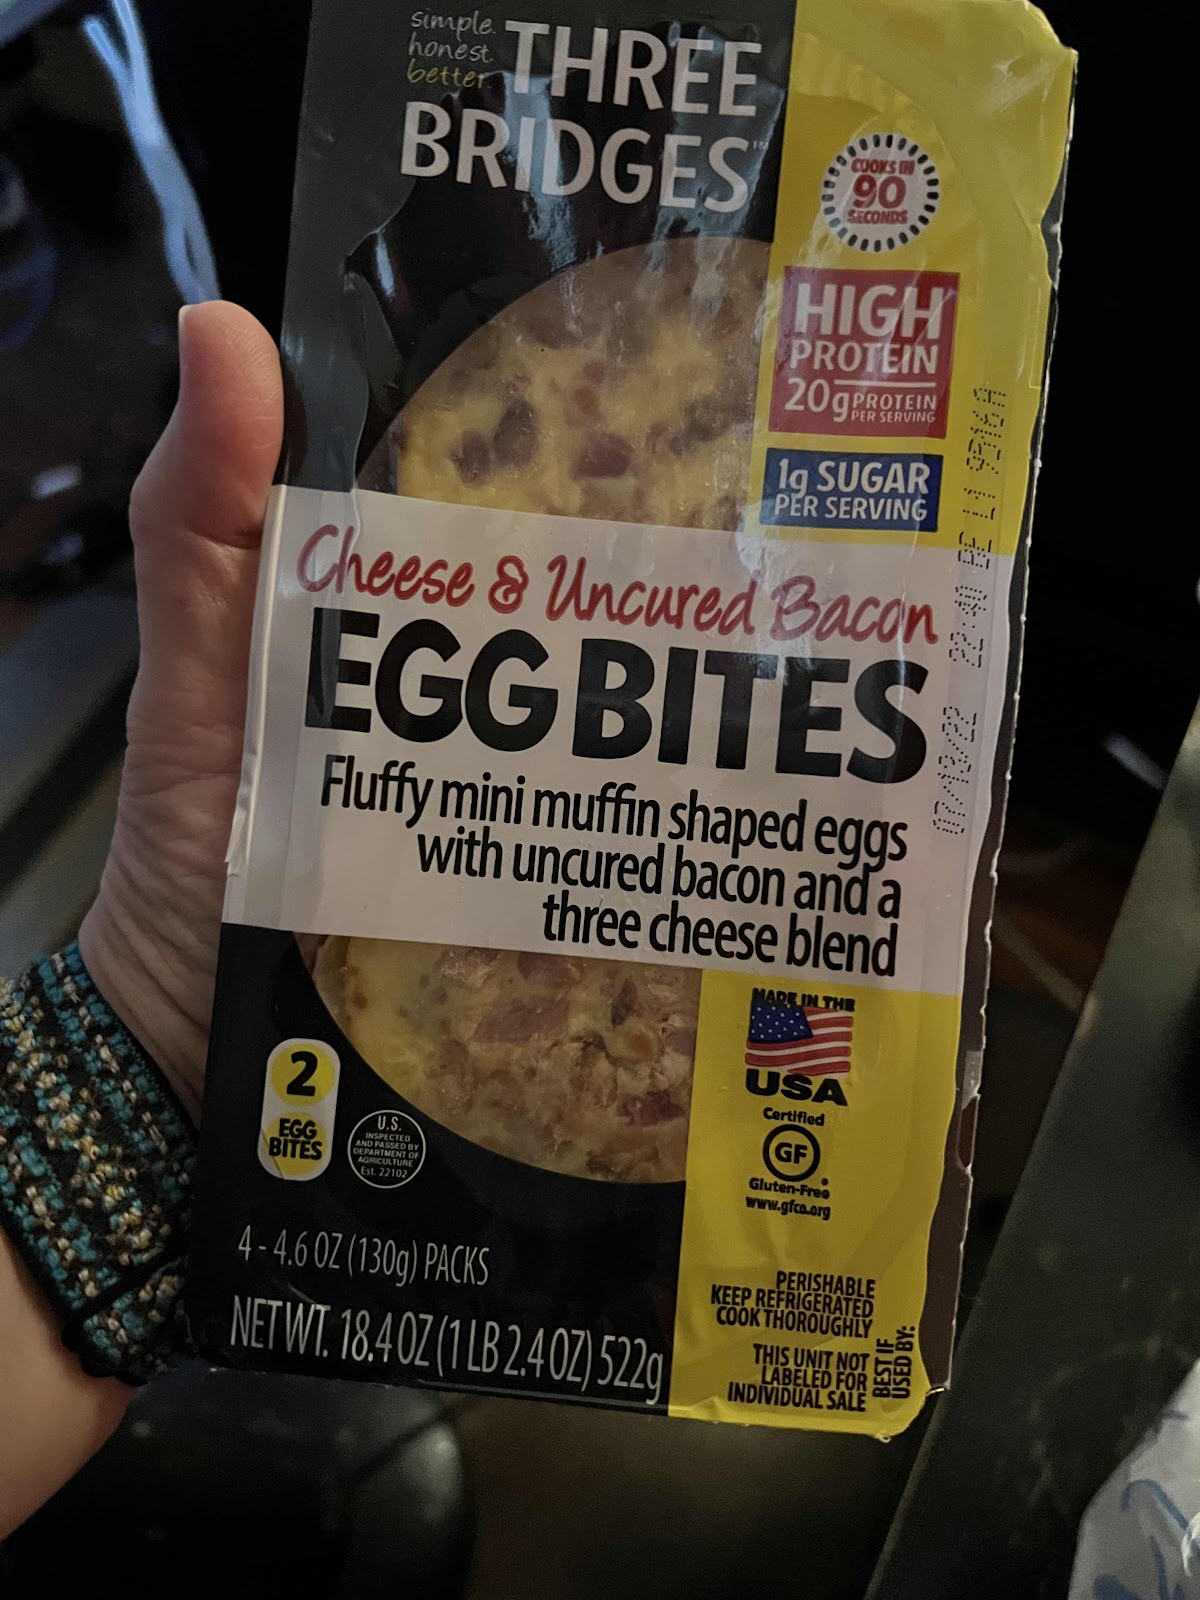 simple.
honest.
better.
THREE
BRIDGES™
COOKS IN
90
SECONDS
HIGH
PROTEIN
20g PROTEIN
PER SERVING
1g SUGAR
PER SERVING
Cheese & Uncured Bacon
EGG BITES
Fluffy mini muffin shaped eggs
with uncured bacon and a
three cheese blend
07/13/22 22:40 BE L1 9516A
2
EGG
BITES
U.S.
INSPECTED
AND PASSED BY
DEPARTMENT OF
AGRICULTURE
Est. 22102
MADE IN THE
USA
Certified
GF
Gluten-Free
www.gfco.org
4 - 4.6 OZ (130g) PACKS
NET WT. 18.4 OZ (1 LB 2.4 OZ) 522g
PERISHABLE
KEEP REFRIGERATED
COOK THOROUGHLY
THIS UNIT NOT
LABELED FOR
INDIVIDUAL SALE
BEST IF
USED BY: